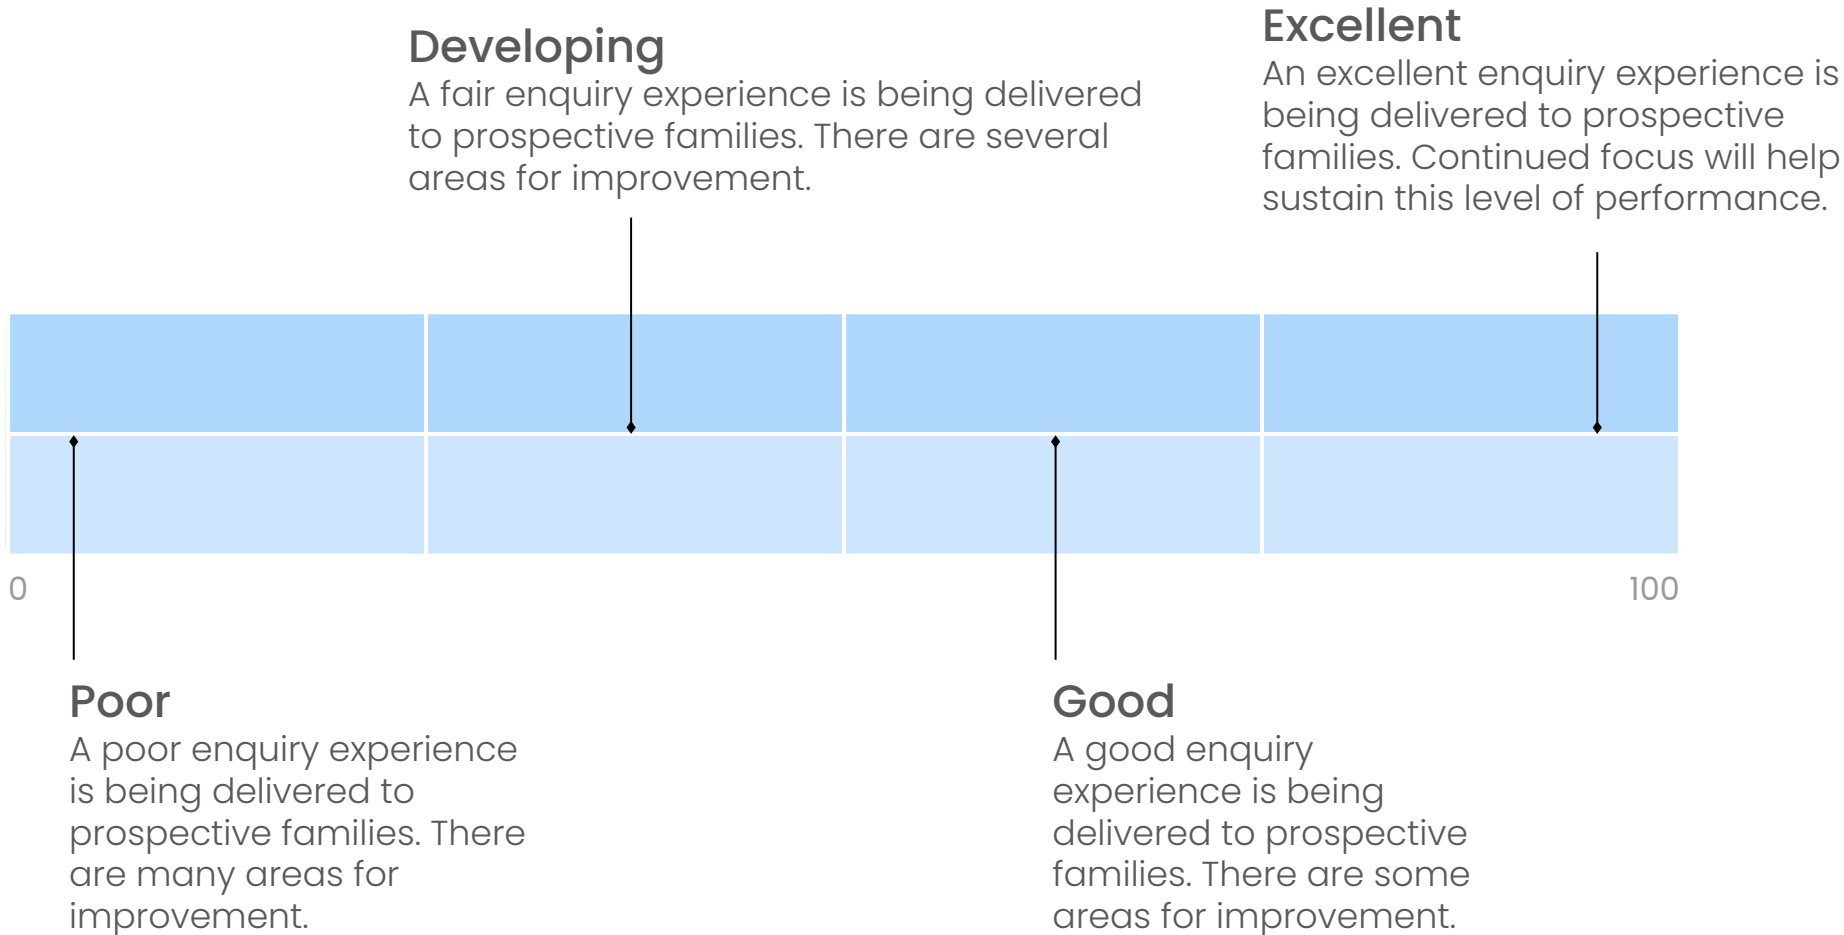 Developing
A fair enquiry experience is being delivered
to prospective families. There are several
areas for improvement.
Excellent
An excellent enquiry experience is
being delivered to prospective
families. Continued focus will help
sustain this level of performance.
0
100
Poor
A poor enquiry experience
is being delivered to
prospective families. There
are many areas for
improvement.
Good
A good enquiry
experience is being
delivered to prospective
families. There are some
areas for improvement.